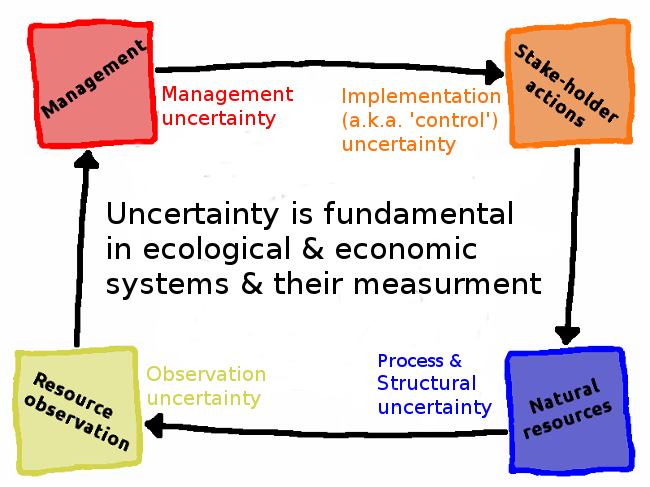 Management
Management
uncertainty
Implementation
(a.k.a. 'control')
uncertainty
Stake-holder
actions
Uncertainty is fundamental
in ecological & economic
systems & their measurment
Resource
observation
Observation
uncertainty
Process &
Structural
uncertainty
Natural
resources